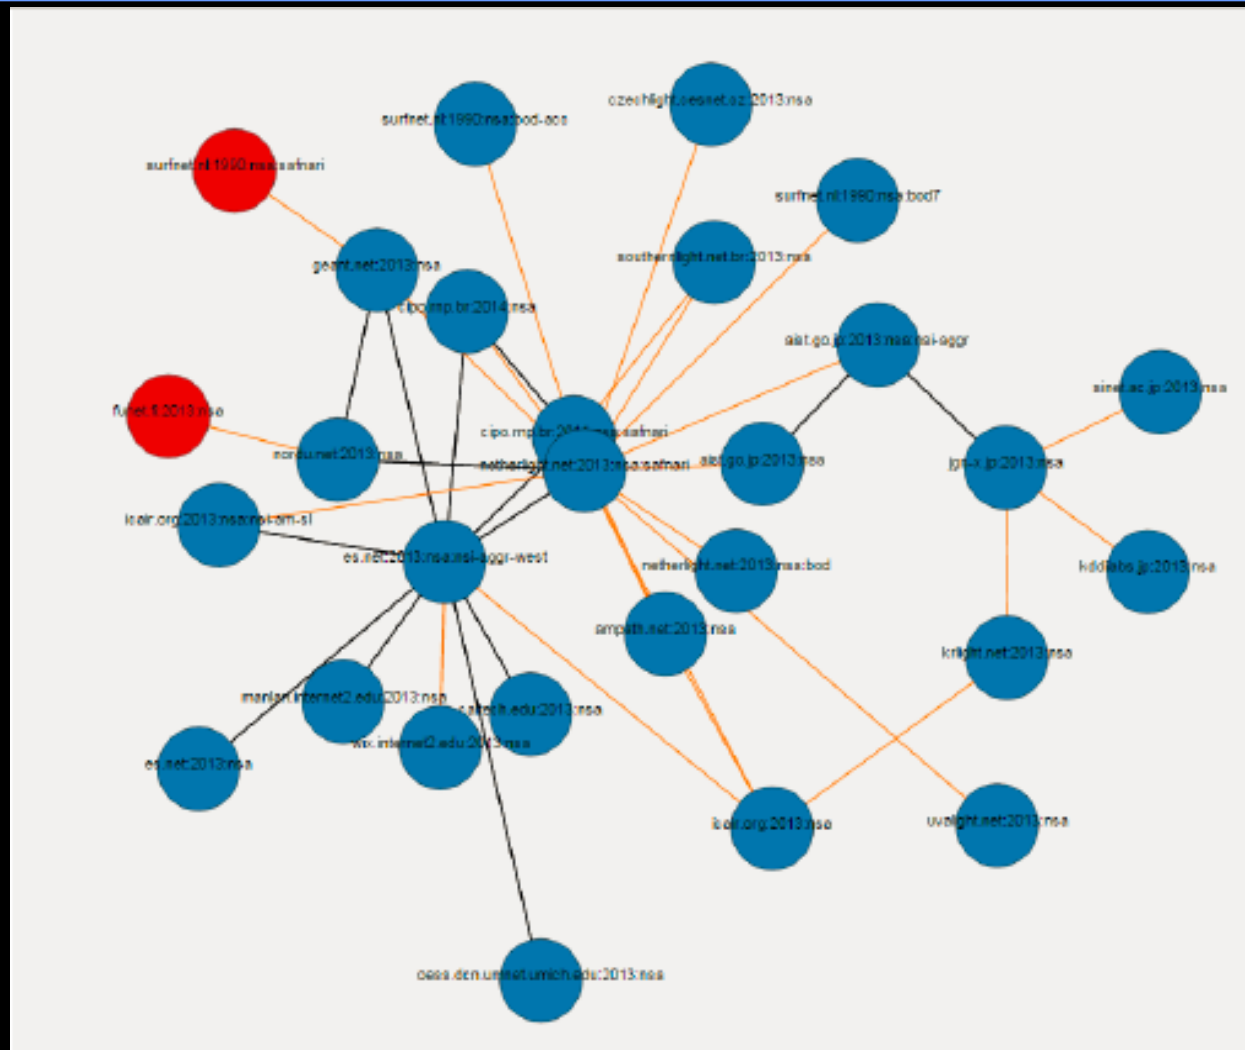 czechlight.cesnet.cz:2013:nsa
surfnet.nl:1990:nsa:bod-acc
surfnet.nl:1990:nsa:safnari
surfnet.nl:1990:nsa:bod7
southernlight.net.br:2013:nsa
geant.net:2013:nsa
cipo.rnp.br:2014:nsa
aist.go.jp:2013:nsa:nsi-aggr
sinet.ac.jp:2013:nsa
funet.fi:2013:nsa
cipo.rnp.br:2014:nsa:safnari
nordu.net:2013:nsa
netherlight.net:2013:nsa:safnari
aist.go.jp:2013:nsa
jgn-x.jp:2013:nsa
icair.org:2013:nsa:nsi-am-sl
es.net:2013:nsa:nsi-aggr-west
netherlight.net:2013:nsa:bod
kddilabs.jp:2013:nsa
ampath.net:2013:nsa
krlight.net:2013:nsa
manlan.internet2.edu:2013:nsa
caltech.edu:2013:nsa
wix.internet2.edu:2013:nsa
es.net:2013:nsa
icair.org:2013:nsa
uvalight.net:2013:nsa
oess.dcn.umnet.umich.edu:2013:nsa